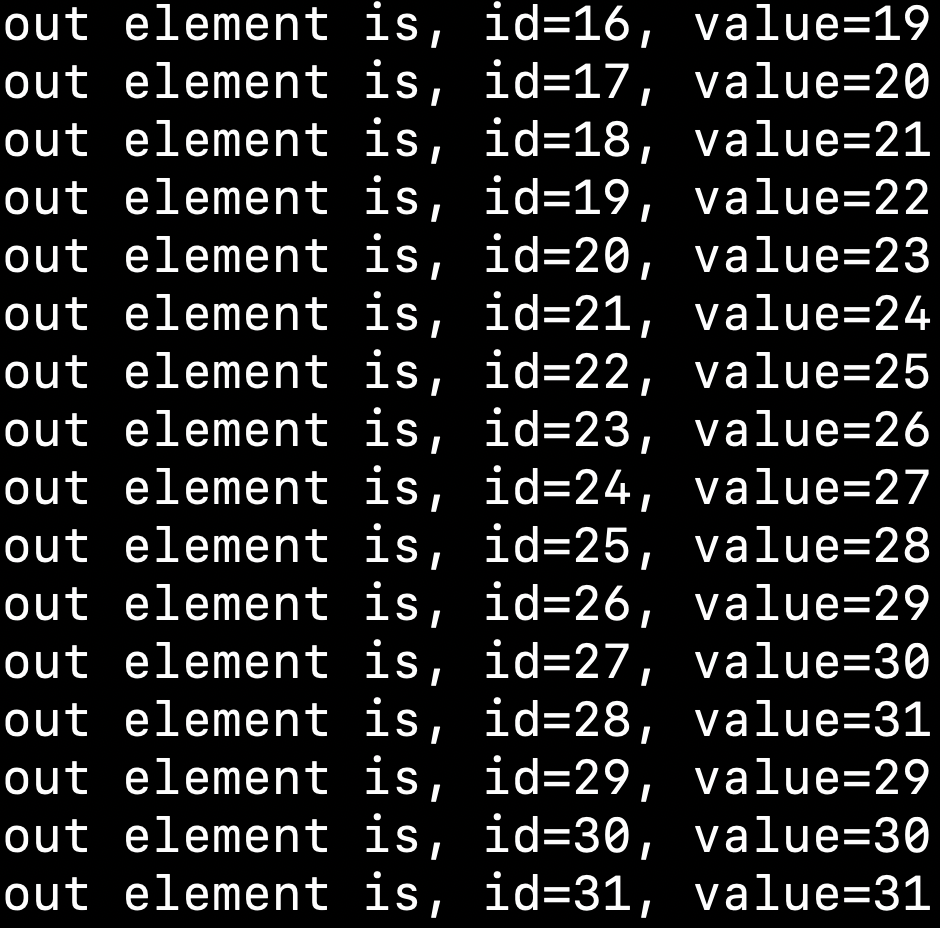 out element is, id=16, value=19
out element is, id=17, value=20
out element is, id=18, value=21
out element is, id=19, value=22
out element is, id=20, value=23
out element is, id=21, value=24
out element is, id=22, value=25
out element is, id=23, value=26
out element is, id=24, value=27
out element is, id=25, value=28
out element is, id=26, value=29
out element is, id=27, value=30
out element is, id=28, value=31
out element is, id=29, value=29
out element is, id=30, value=30
out element is, id=31, value=31